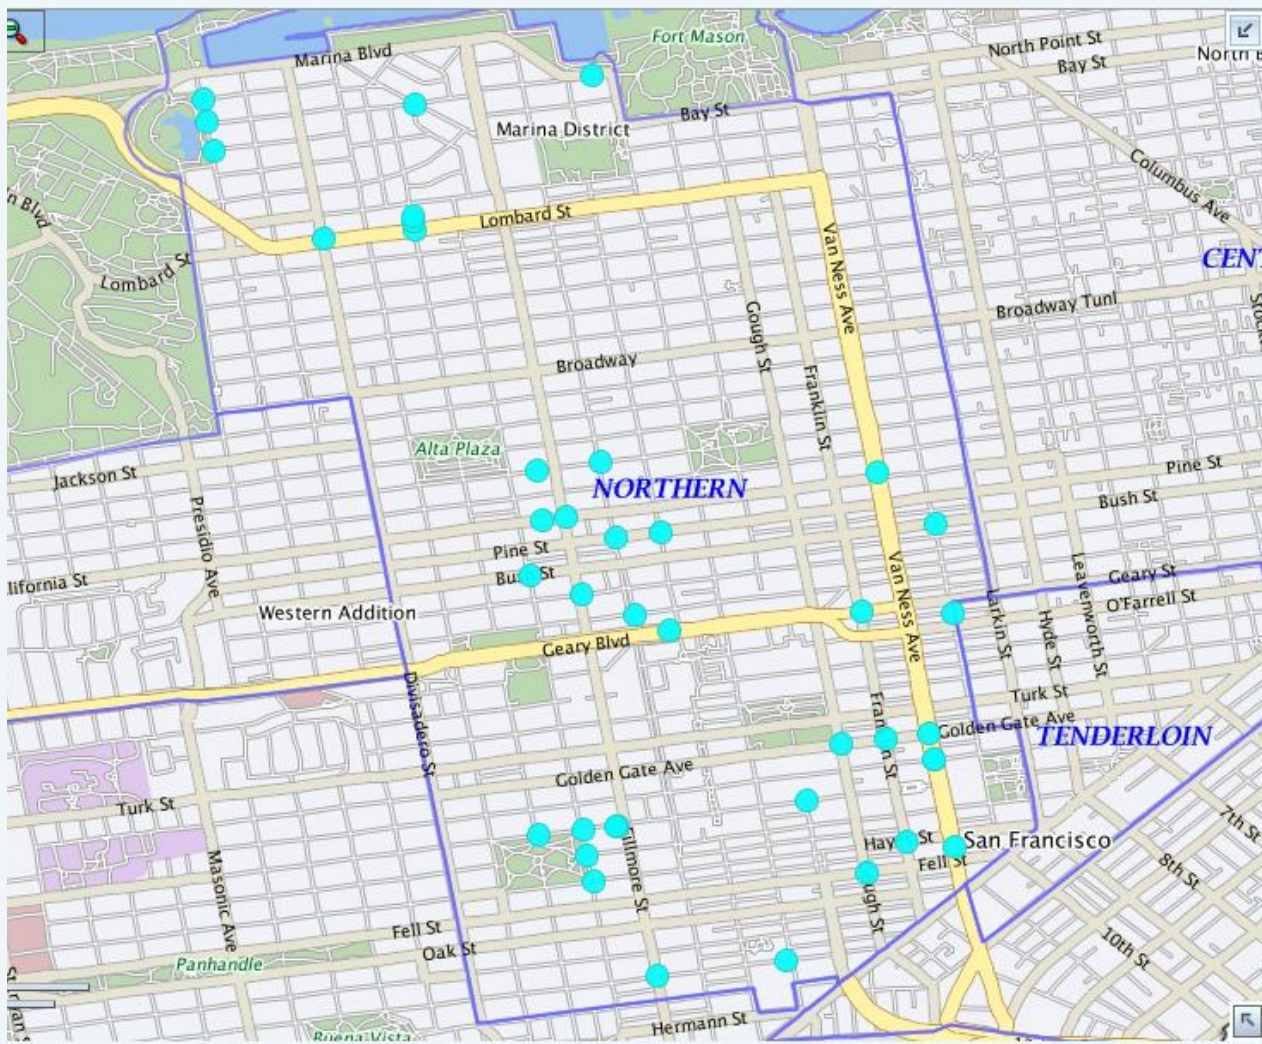 Fort Mason
North Point St
Marina Blvd
Bay St
Bay St
Marina District
Columbus Ave
Lombard St
Van Ness Ave
Lombard St
Broadway Tunl
Gough St
Broadway
Franklin St
Alta Plaza
Jackson St
Pine St
NORTHERN
Bush St
Presidio Ave
Pine St
Van Ness Ave
Leavenworth St
Geary St
Larkin St
O'Farrell St
Hyde St
Western Addition
Geary Blvd
Divisadero St
Turk St
Golden Gate Ave
TENDERLOIN
Golden Gate Ave
Turk St
7th St
San Francisco
Fell St
8th St
Fillmore St
Masonic Ave
Fell St
Oak St
10th St
Panhandle
Hermann St
Buena Vista